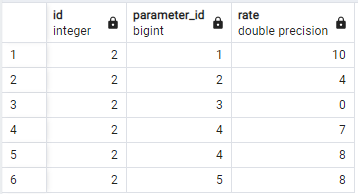 id parameter_id rate
integer bigint double precision
1 2 1 10
2 2 2 4
3 2 3 0
4 2 4 7
5 2 4 8
6 2 5 8